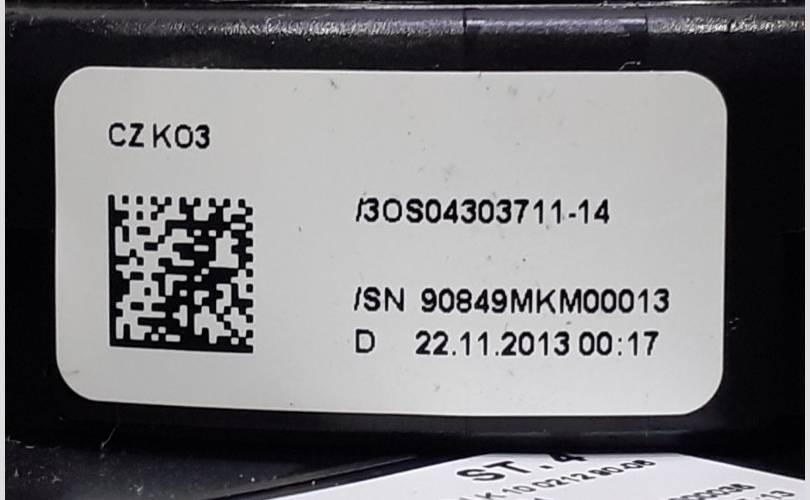 CZ K03
/3OS04303711-14
/SN 90849MKM00013
D 22.11.2013 00:17
ST. 4